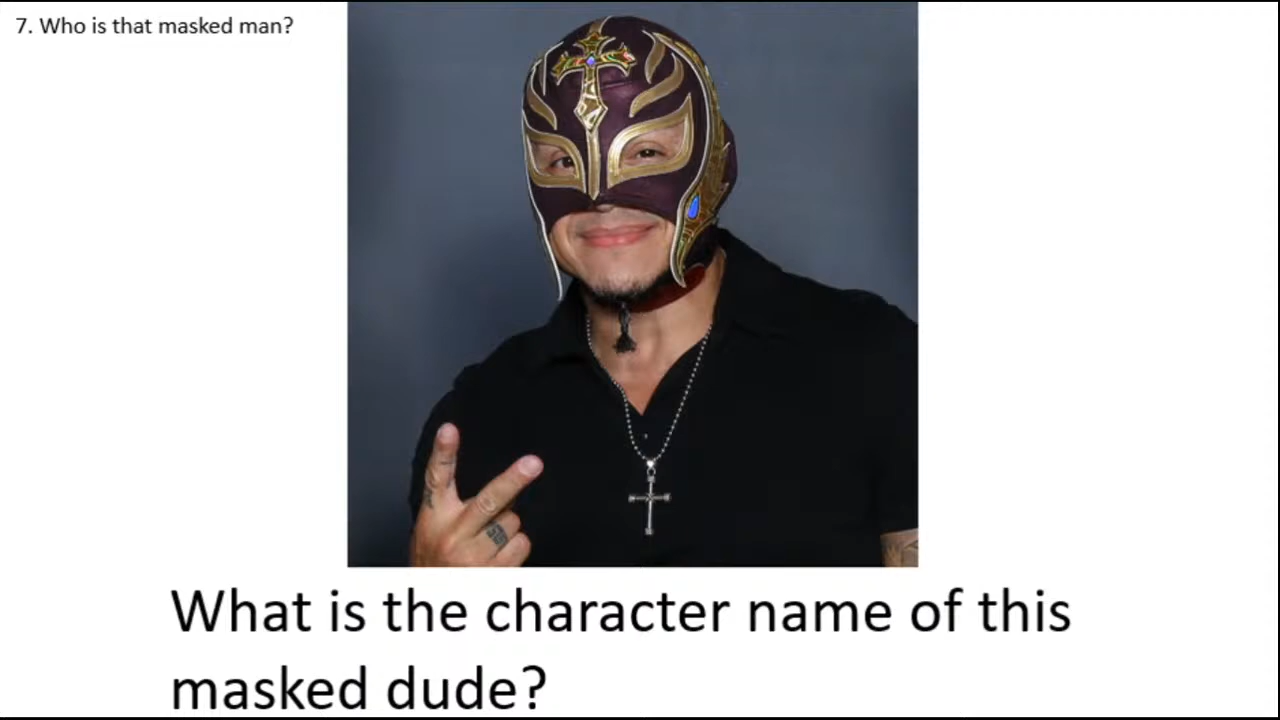 7. Who is that masked man?
What is the character name of this
masked dude?